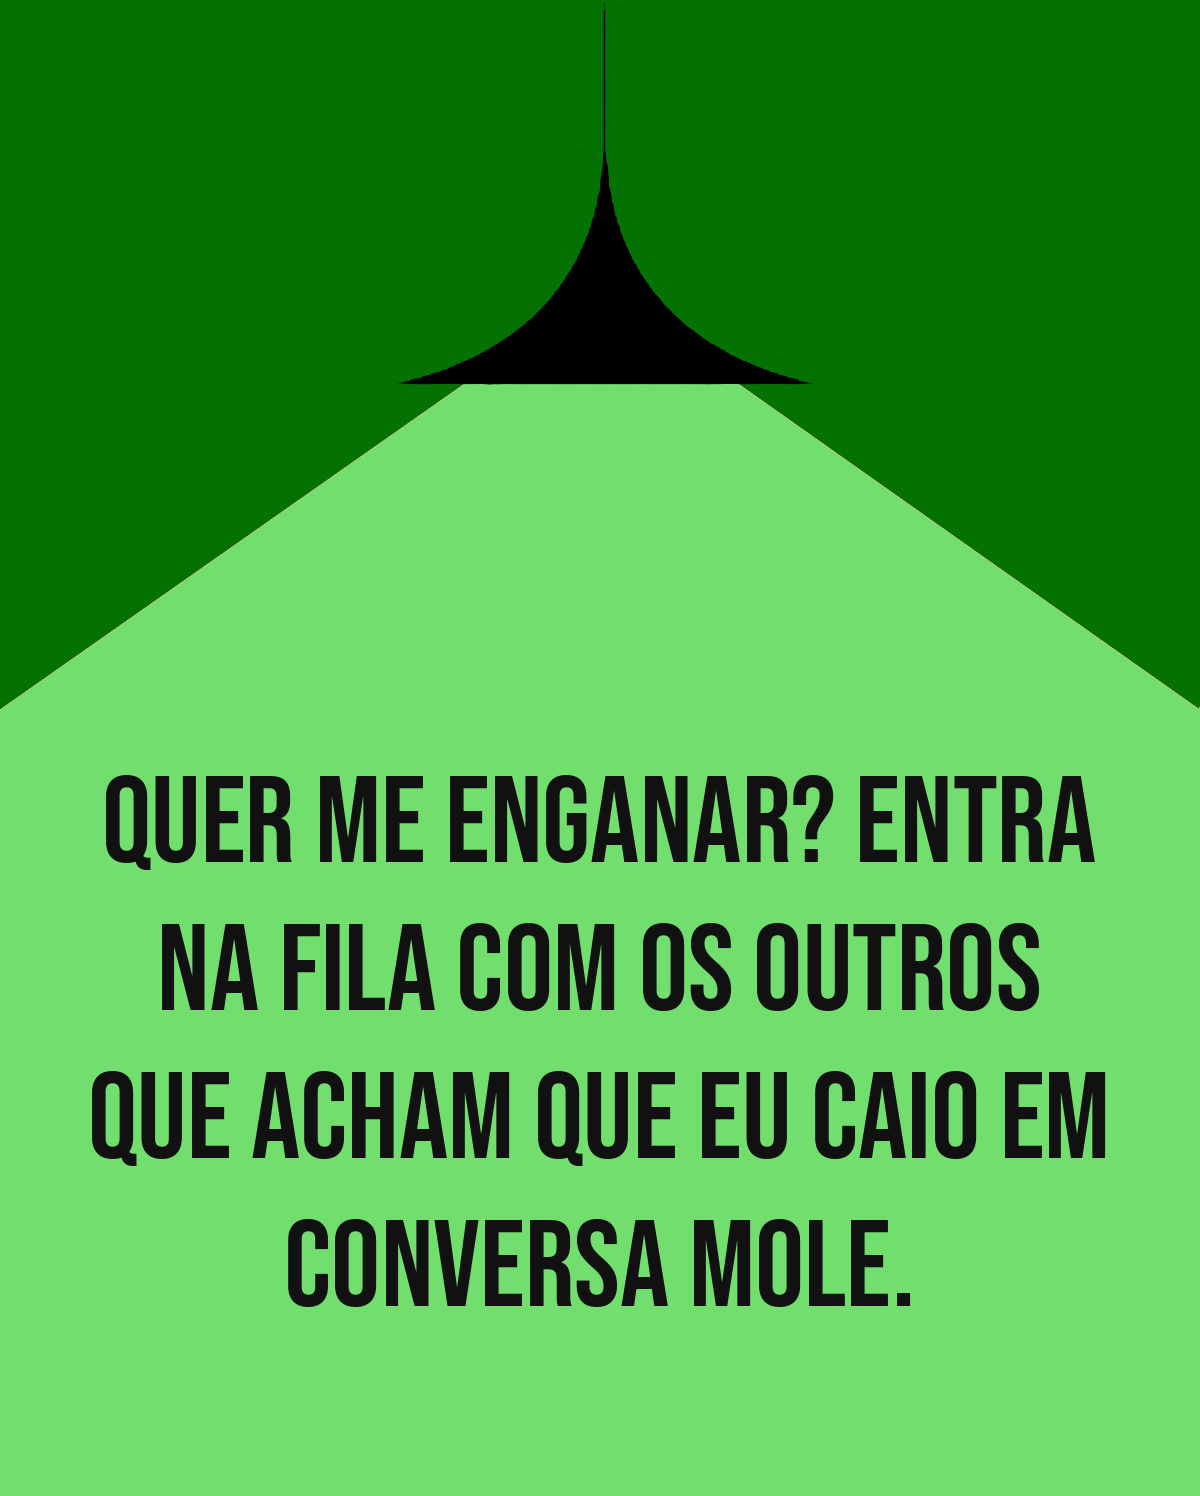 QUER ME ENGANAR? ENTRA
NA FILA COM OS OUTROS
QUE ACHAM QUE EU CAIO EM
CONVERSA MOLE.